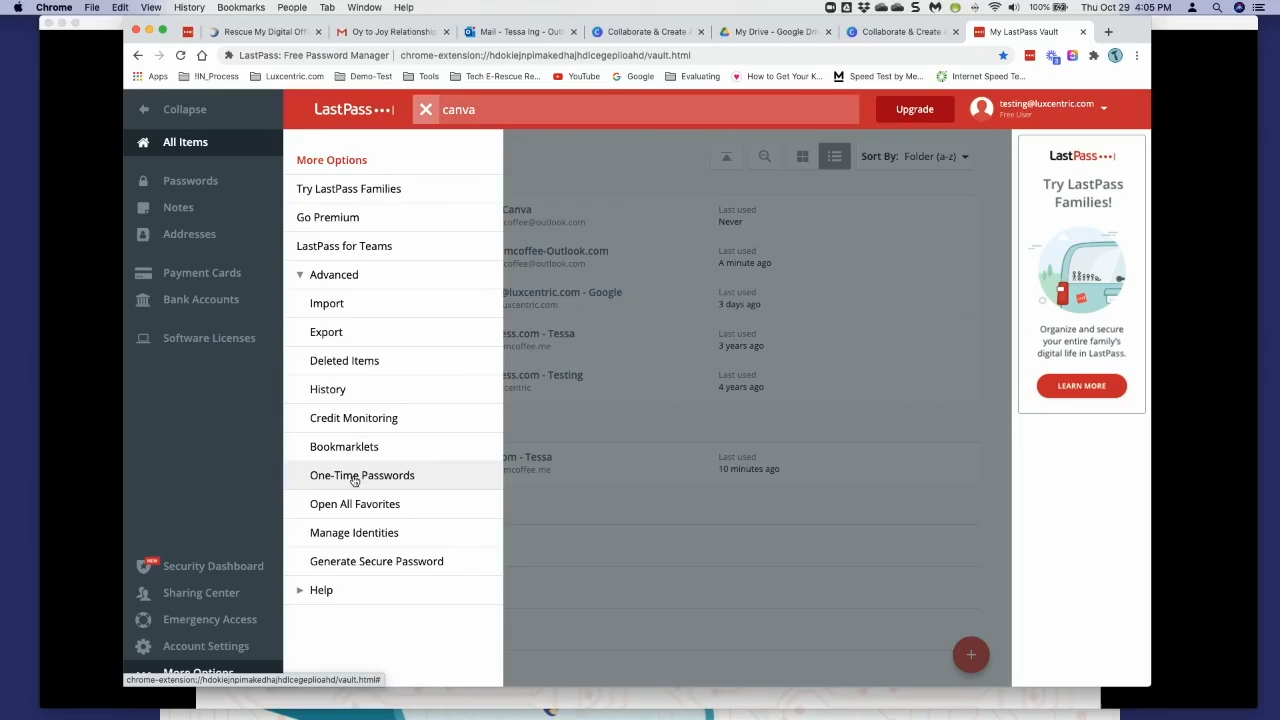 Chrome File Edit View History Bookmarks People Tab Window Help
100% Thu Oct 29 4:05 PM
Rescue My Digital Offi
Oy to Joy Relationship
Mail - Tessa Ing - Outl
Collaborate & Create A
My Drive - Google Dri
Collaborate & Create A
My LastPass Vault
LastPass: Free Password Manager chrome-extension://hdokiejnpimakedhajhdlcegeplioahd/vault.html
Apps !IN_Process Luxcentric.com Demo-Test Tools Tech E-Rescue Re... YouTube Google Evaluating How to Get Your K... Speed Test by Me... Internet Speed Te...
Collapse
LastPass
canva
Upgrade
testing@luxcentric.com
Free User
All Items
Passwords
Notes
Addresses
Payment Cards
Bank Accounts
Software Licenses
NEW
Security Dashboard
Sharing Center
Emergency Access
Account Settings
More Options
More Options
Try LastPass Families
Go Premium
LastPass for Teams
Advanced
Import
Export
Deleted Items
History
Credit Monitoring
Bookmarklets
One-Time Passwords
Open All Favorites
Manage Identities
Generate Secure Password
Help
Sort By: Folder (a-z)
Canva
coffee@outlook.com
Last used
Never
mcoffee-Outlook.com
coffee@outlook.com
Last used
A minute ago
@luxcentric.com - Google
uxcentric.com
Last used
3 days ago
ess.com - Tessa
mcoffee.me
Last used
3 years ago
ess.com - Testing
centric
Last used
4 years ago
om - Tessa
mcoffee.me
Last used
10 minutes ago
LastPass
Try LastPass
Families!
Organize and secure
your entire family's
digital life in LastPass.
LEARN MORE
chrome-extension://hdokiejnpimakedhajhdlcegeplioahd/vault.html#